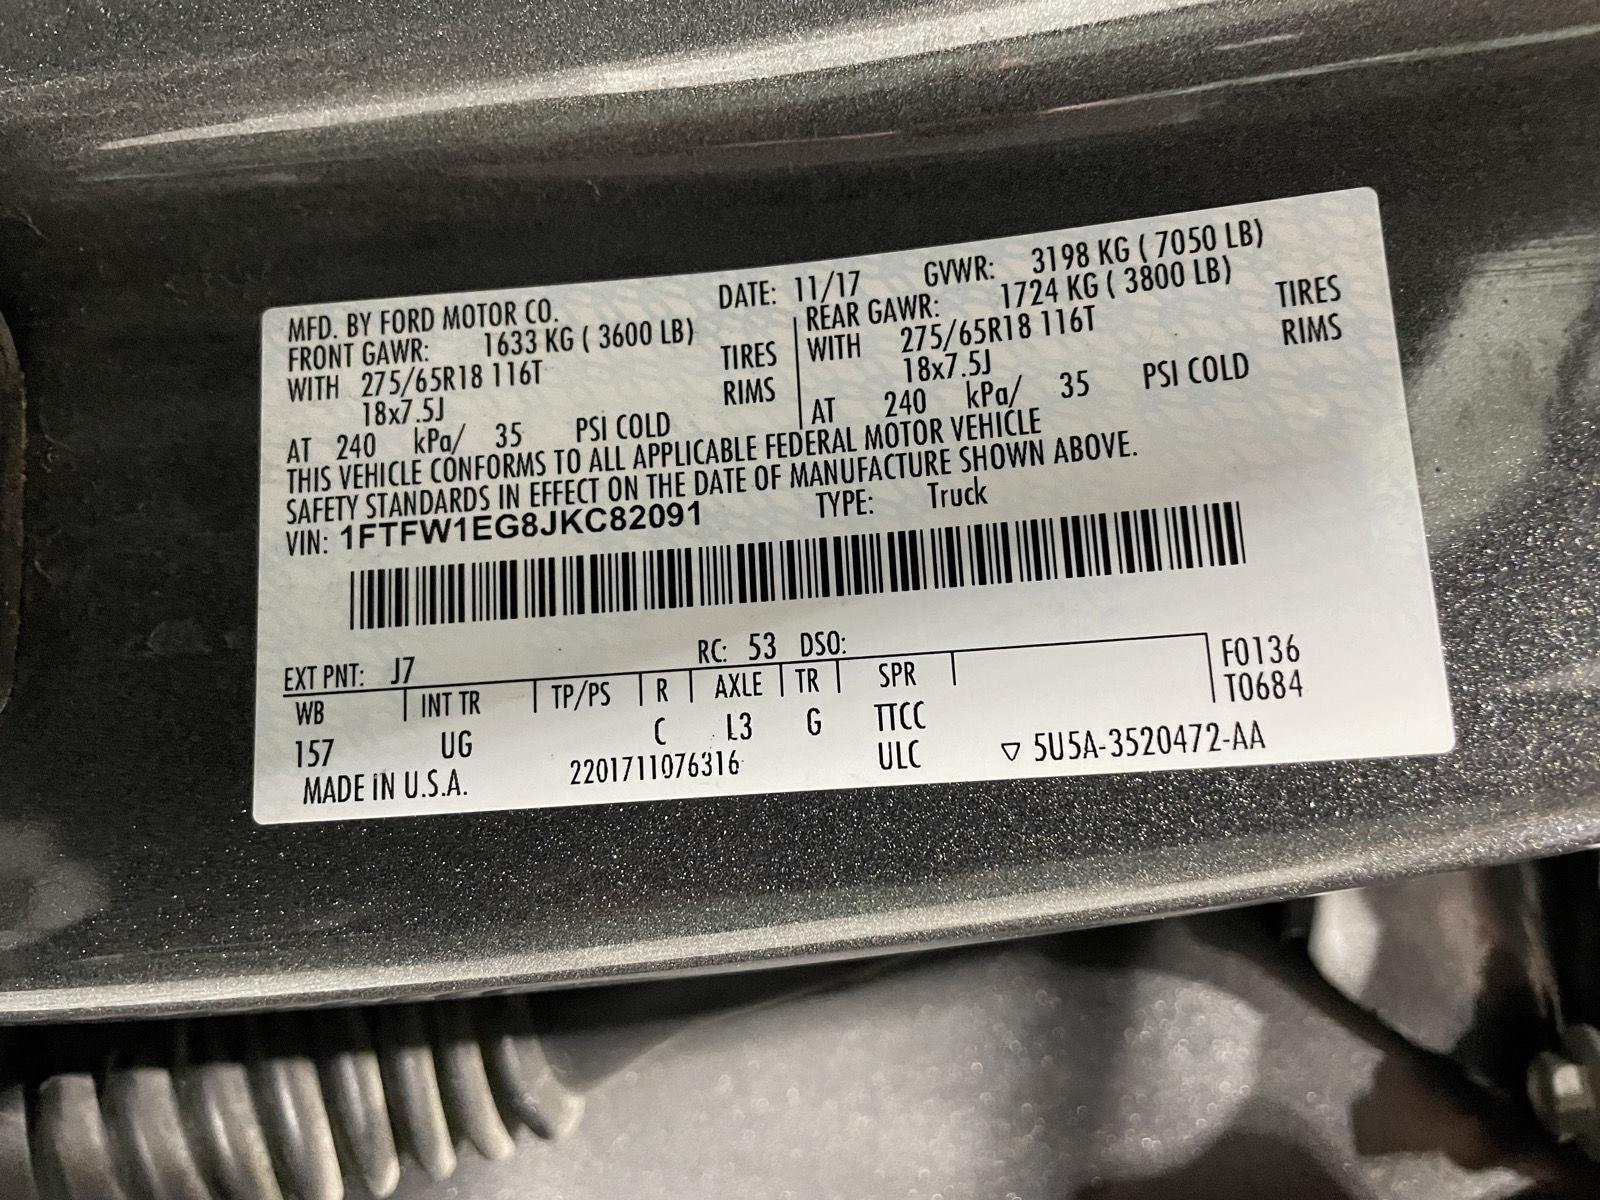 MFD. BY FORD MOTOR CO. DATE: 11/17 GVWR: 3198 KG ( 7050 LB)
FRONT GAWR: 1633 KG ( 3600 LB) REAR GAWR: 1724 KG ( 3800 LB)
WITH 275/65R18 116T TIRES WITH 275/65R18 116T TIRES
18x7.5J RIMS 18x7.5J RIMS
AT 240 kPa/ 35 PSI COLD AT 240 kPa/ 35 PSI COLD
THIS VEHICLE CONFORMS TO ALL APPLICABLE FEDERAL MOTOR VEHICLE
SAFETY STANDARDS IN EFFECT ON THE DATE OF MANUFACTURE SHOWN ABOVE.
VIN: 1FTFW1EG8JKC82091 TYPE: Truck
EXT PNT: J7 RC: 53 DSO: F0136
WB INT TR TP/PS R AXLE TR SPR T0684
157 UG C L3 G TTCC
MADE IN U.S.A. 2201711076316 ULC ▽ 5U5A-3520472-AA